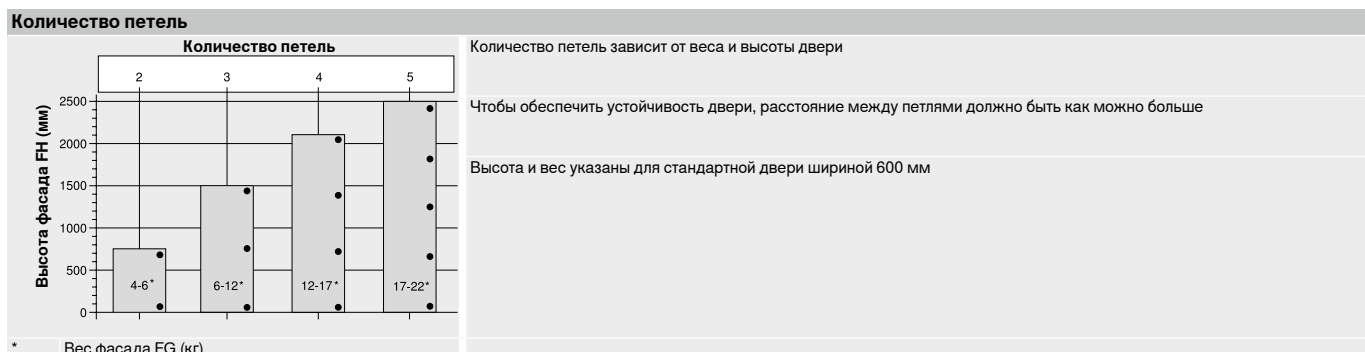 Количество петель
Количество петель
2 3 4 5
Высота фасада FH (мм)
2500
2000
1500
1000
500
0
4-6* 6-12* 12-17* 17-22*
Количество петель зависит от веса и высоты двери
Чтобы обеспечить устойчивость двери, расстояние между петлями должно быть как можно больше
Высота и вес указаны для стандартной двери шириной 600 мм
* Вес фасада FG (кг)